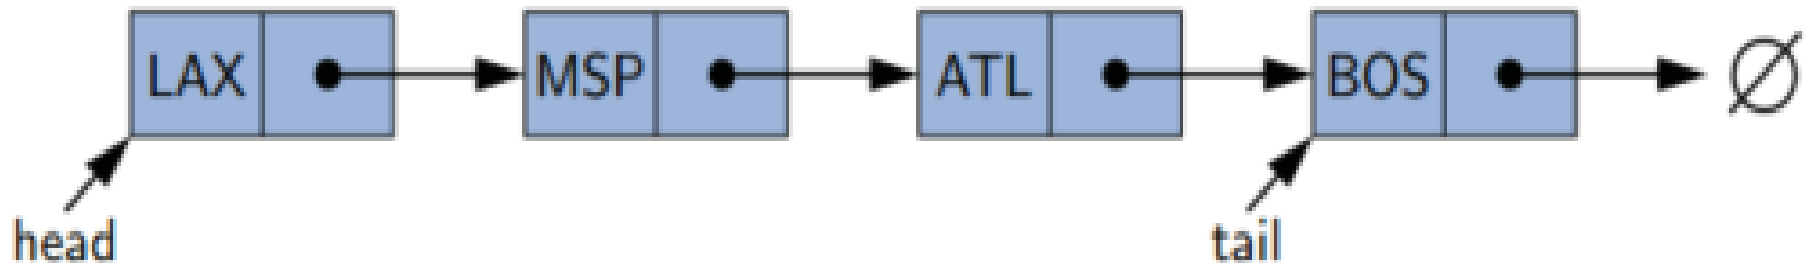 LAX MSP ATL BOS ∅
head tail